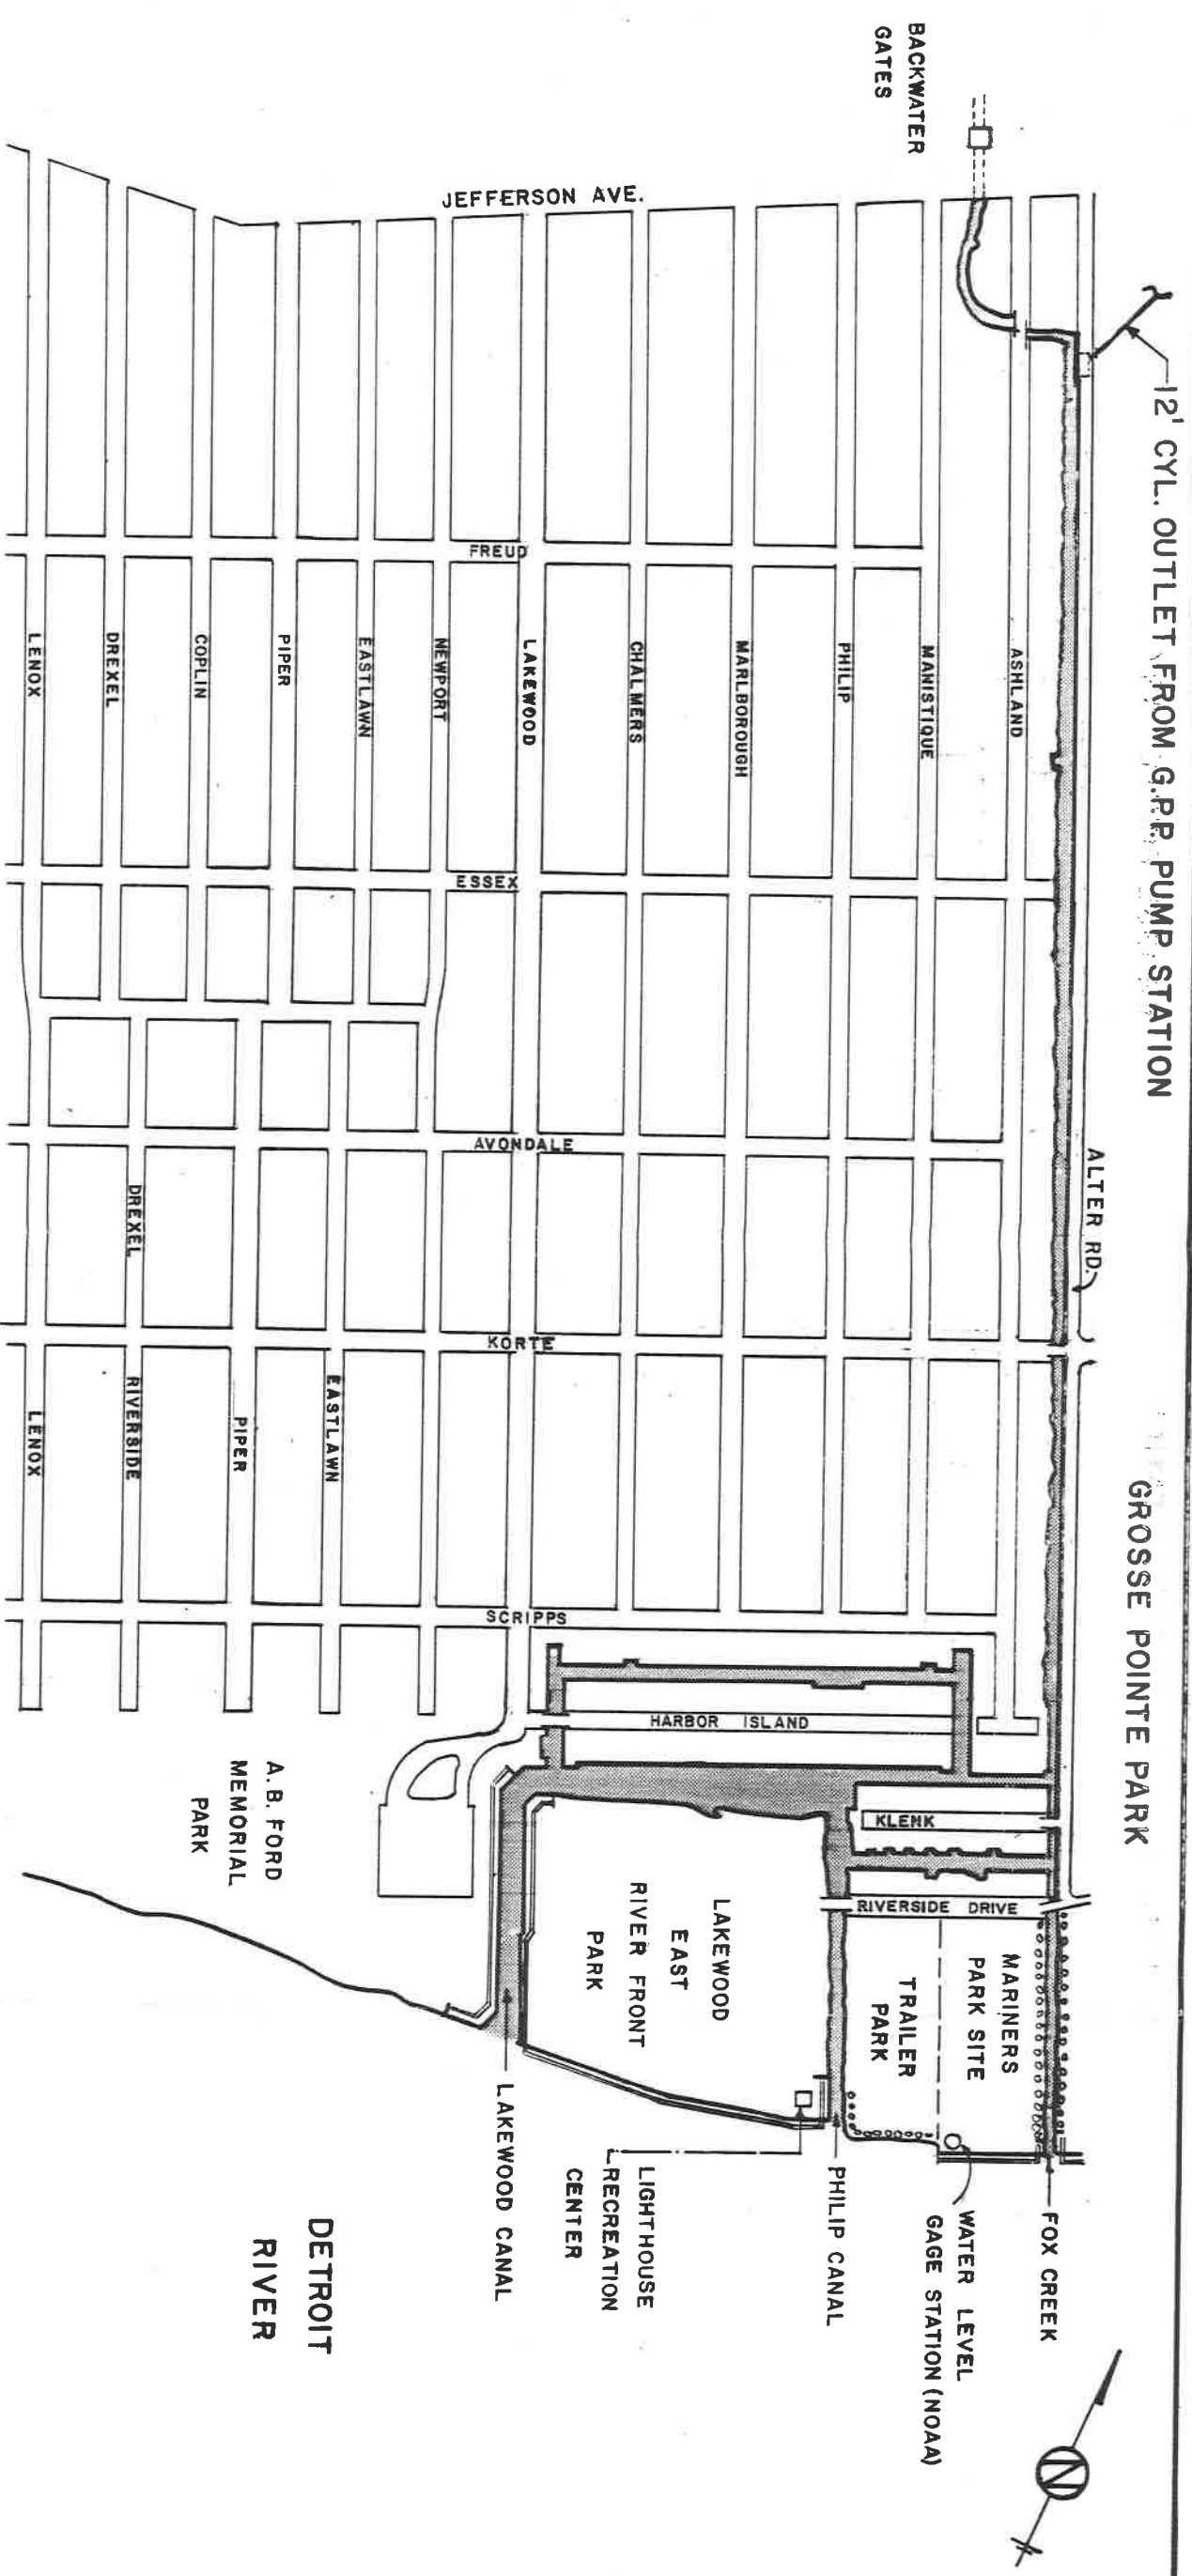 BACKWATER
GATES
JEFFERSON AVE.
12' CYL. OUTLET FROM G.P.P. PUMP STATION
ALTER RD.
GROSSE POINTE PARK
FREUD
LENOX
DREXEL
COPLIN
PIPER
EASTLAWN
NEWPORT
LAKEWOOD
CHALMERS
MARLBOROUGH
PHILIP
MANISTIQUE
ASHLAND
ESSEX
AVONDALE
DREXEL
KORTE
LENOX
RIVERSIDE
PIPER
EASTLAWN
SCRIPPS
HARBOR ISLAND
KLENK
RIVERSIDE DRIVE
A.B. FORD
MEMORIAL
PARK
LAKEWOOD
EAST
RIVER FRONT
PARK
MARINERS
PARK SITE
TRAILER
PARK
LAKEWOOD CANAL
LIGHTHOUSE
RECREATION
CENTER
PHILIP CANAL
WATER LEVEL
GAGE STATION (NOAA)
FOX CREEK
DETROIT
RIVER
N